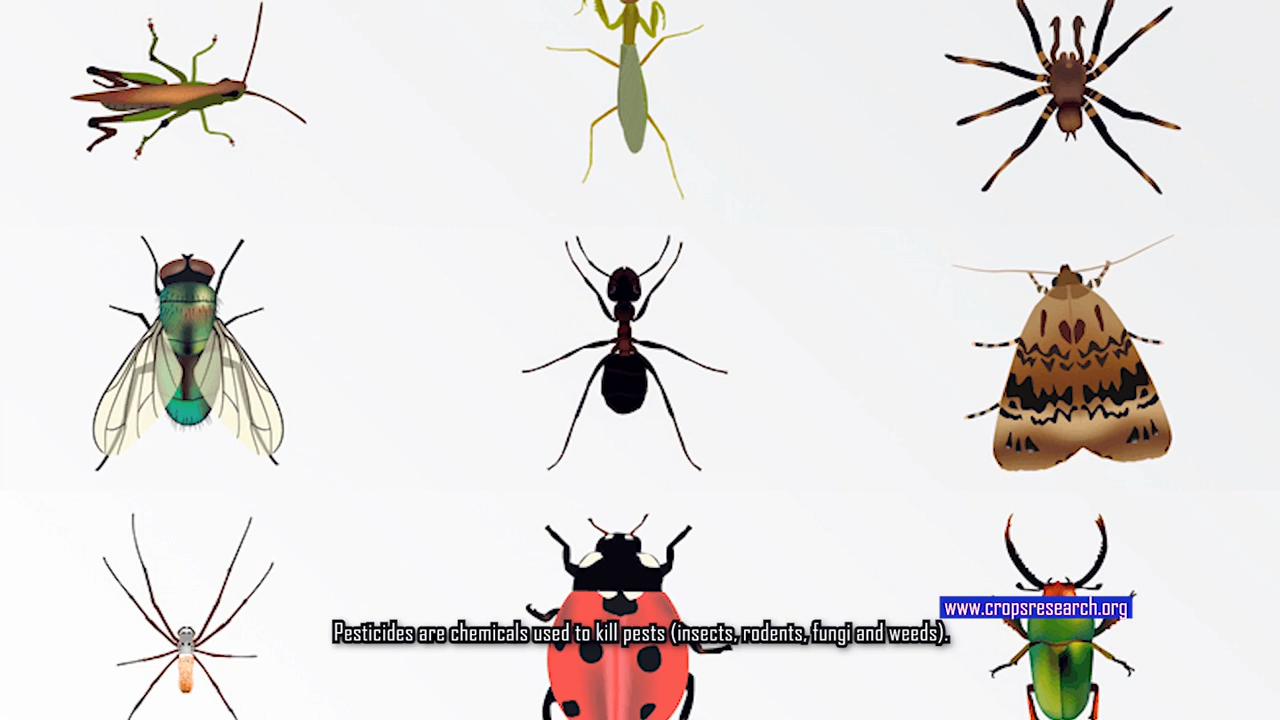 www.cropsresearch.org
Pesticides are chemicals used to kill pests (insects, rodents, fungi and weeds).